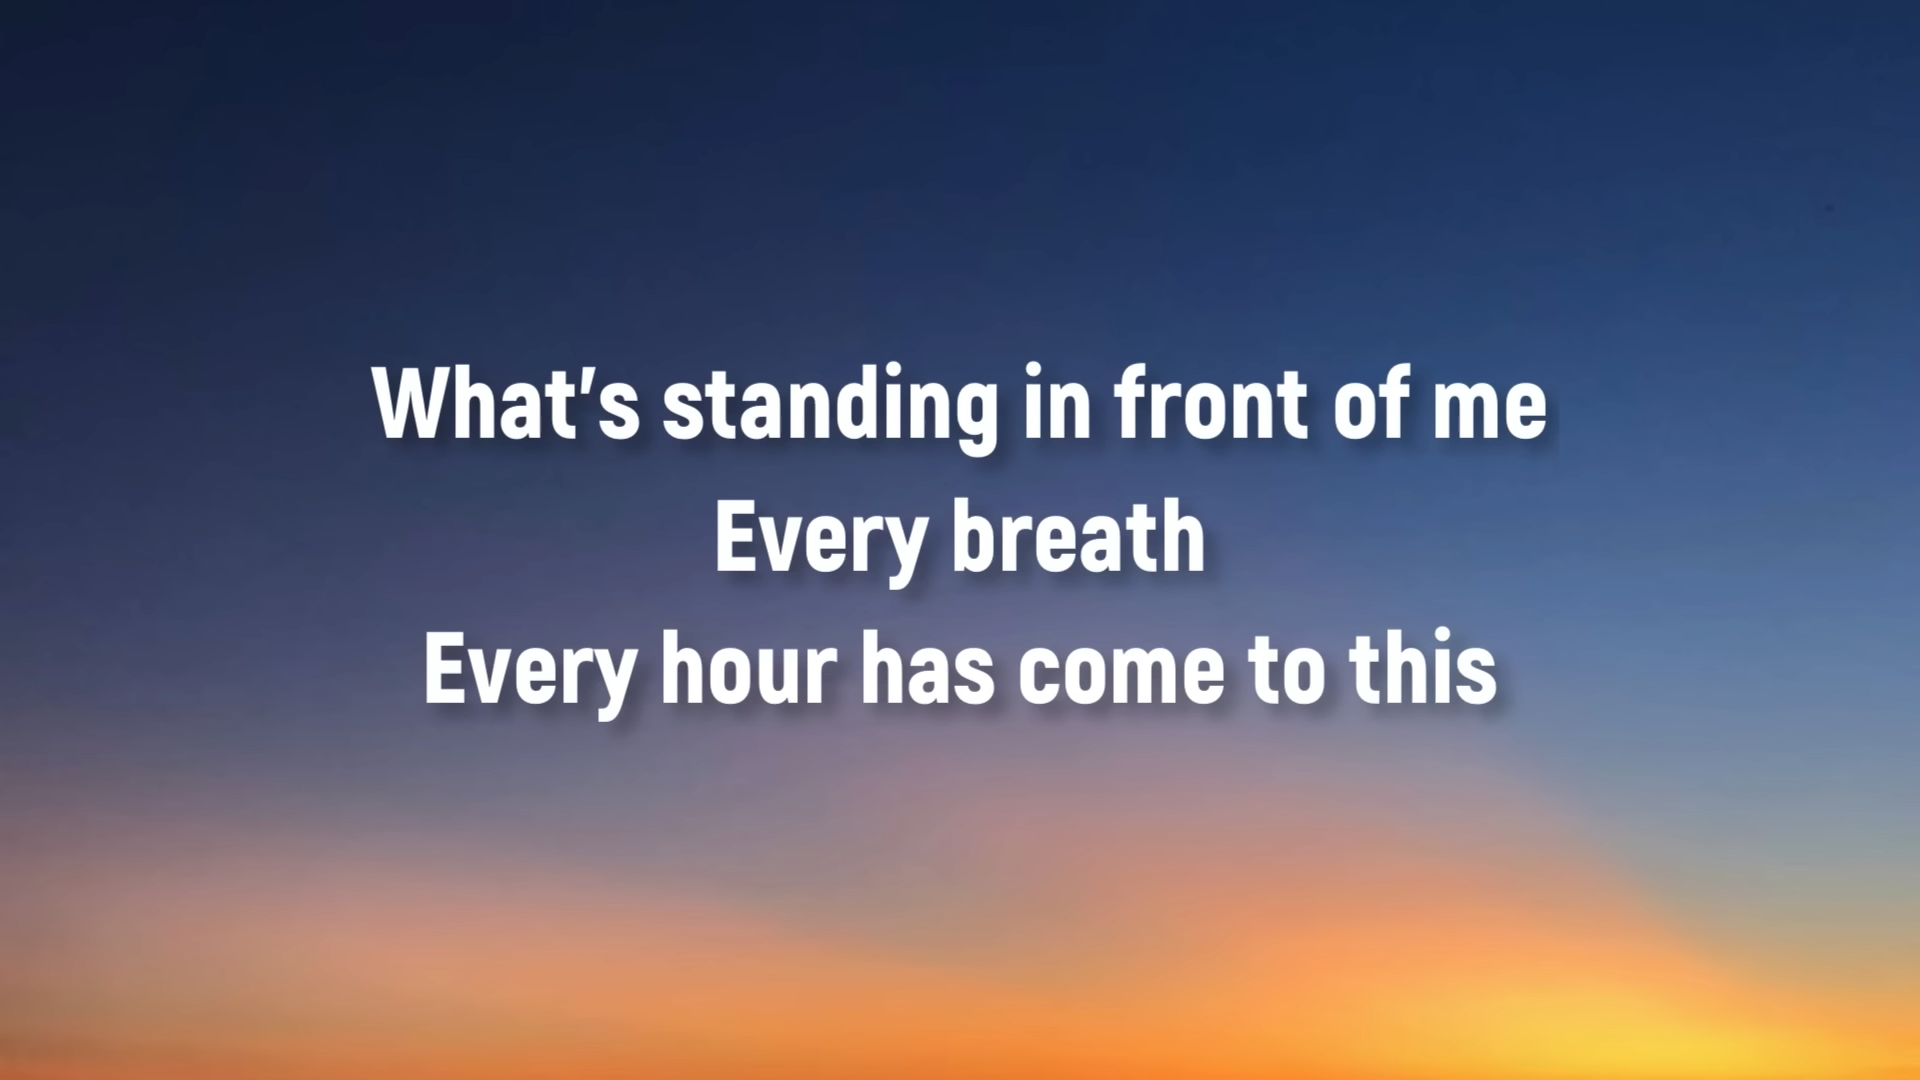 What's standing in front of me
Every breath
Every hour has come to this